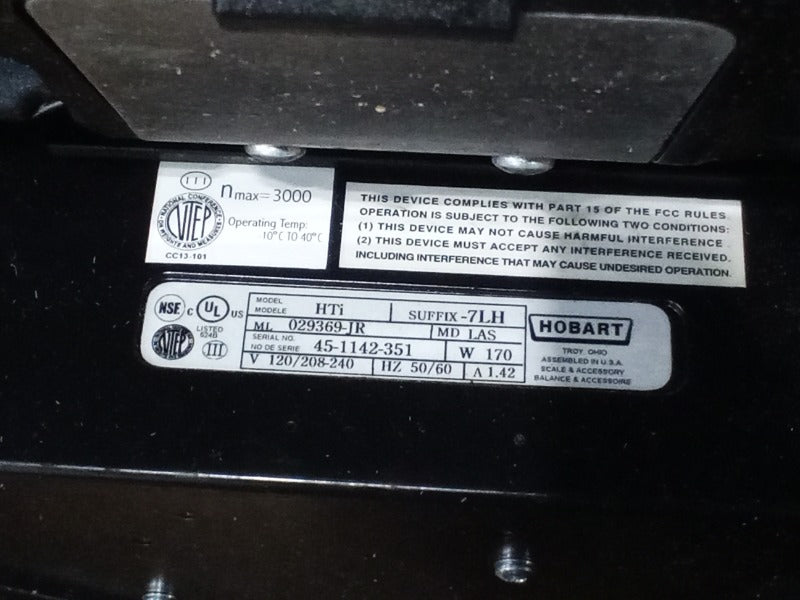 III
nmax=3000
NATIONAL CONFERENCE
NTEP
ON WEIGHTS AND MEASURES
Operating Temp:
10°C TO 40°C
CC13-101
THIS DEVICE COMPLIES WITH PART 15 OF THE FCC RULES
OPERATION IS SUBJECT TO THE FOLLOWING TWO CONDITIONS:
(1) THIS DEVICE MAY NOT CAUSE HARMFUL INTERFERENCE
(2) THIS DEVICE MUST ACCEPT ANY INTERFERENCE RECEIVED,
INCLUDING INTERFERENCE THAT MAY CAUSE UNDESIRED OPERATION.
NSF C UL US
LISTED
624B
NTEP III
MODEL
MODELE HTi SUFFIX -7LH
ML 029369-JR MD LAS
SERIAL NO.
NO DE SERIE 45-1142-351 W 170
V 120/208-240 HZ 50/60 A 1.42
HOBART
TROY, OHIO
ASSEMBLED IN U.S.A.
SCALE & ACCESSORY
BALANCE & ACCESSOIRE